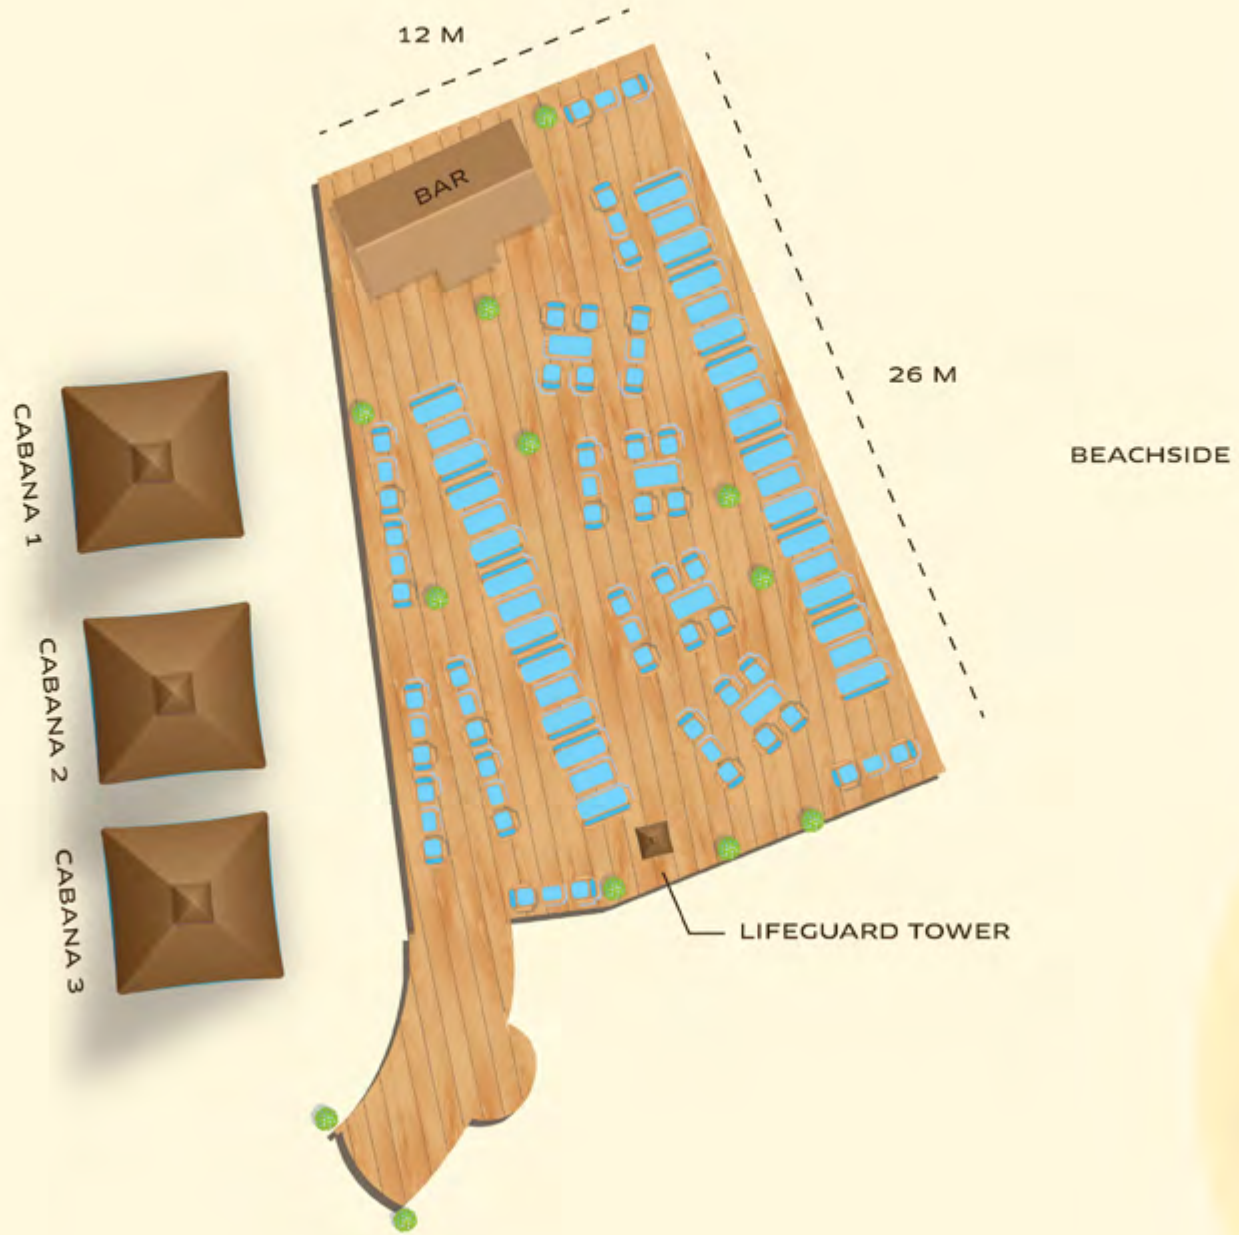 12 M
BAR
26 M
CABANA 1
BEACHSIDE
CABANA 2
CABANA 3
LIFEGUARD TOWER